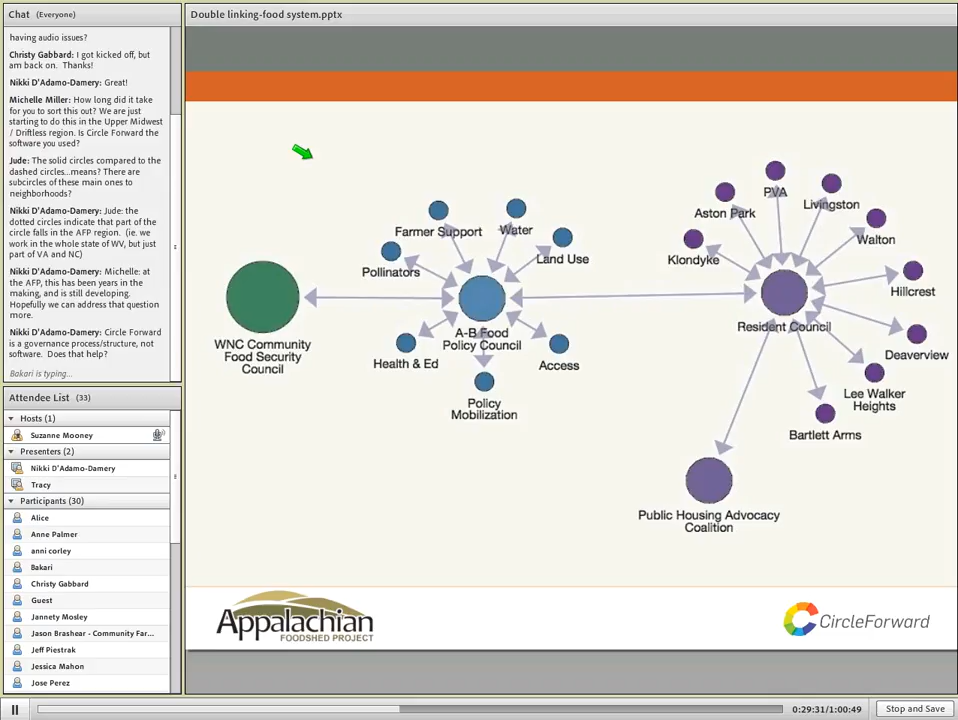 Chat (Everyone)
having audio issues?
Christy Gabbard: I got kicked off, but
am back on. Thanks!
Nikki D'Adamo-Damery: Great!
Michelle Miller: How long did it take
for you to sort this out? We are just
starting to do this in the Upper Midwest
/ Driftless region. Is Circle Forward the
software you used?
Jude: The solid circles compared to the
dashed circles...means? There are
subcircles of these main ones to
neighborhoods?
Nikki D'Adamo-Damery: Jude: the
dotted circles indicate that part of the
circle falls in the AFP region. (ie. we
work in the whole state of WV, but just
part of VA and NC)
Nikki D'Adamo-Damery: Michelle: at
the AFP, this has been years in the
making, and is still developing.
Hopefully we can address that question
more.
Nikki D'Adamo-Damery: Circle Forward
is a governance process/structure, not
software. Does that help?
Bakari is typing...
Attendee List (33)
Hosts (1)
Suzanne Mooney
Presenters (2)
Nikki D'Adamo-Damery
Tracy
Participants (30)
Alice
Anne Palmer
anni corley
Bakari
Christy Gabbard
Guest
Jannety Mosley
Jason Brashear - Community Far...
Jeff Piestrak
Jessica Mahon
Jose Perez
Double linking-food system.pptx
WNC Community
Food Security
Council
Pollinators
Farmer Support
Water
Land Use
A-B Food
Policy Council
Health & Ed
Policy
Mobilization
Access
Klondyke
Aston Park
PVA
Livingston
Walton
Hillcrest
Resident Council
Deaverview
Lee Walker
Heights
Bartlett Arms
Public Housing Advocacy
Coalition
Appalachian
FOODSHED PROJECT
CircleForward
0:29:31/1:00:49
Stop and Save